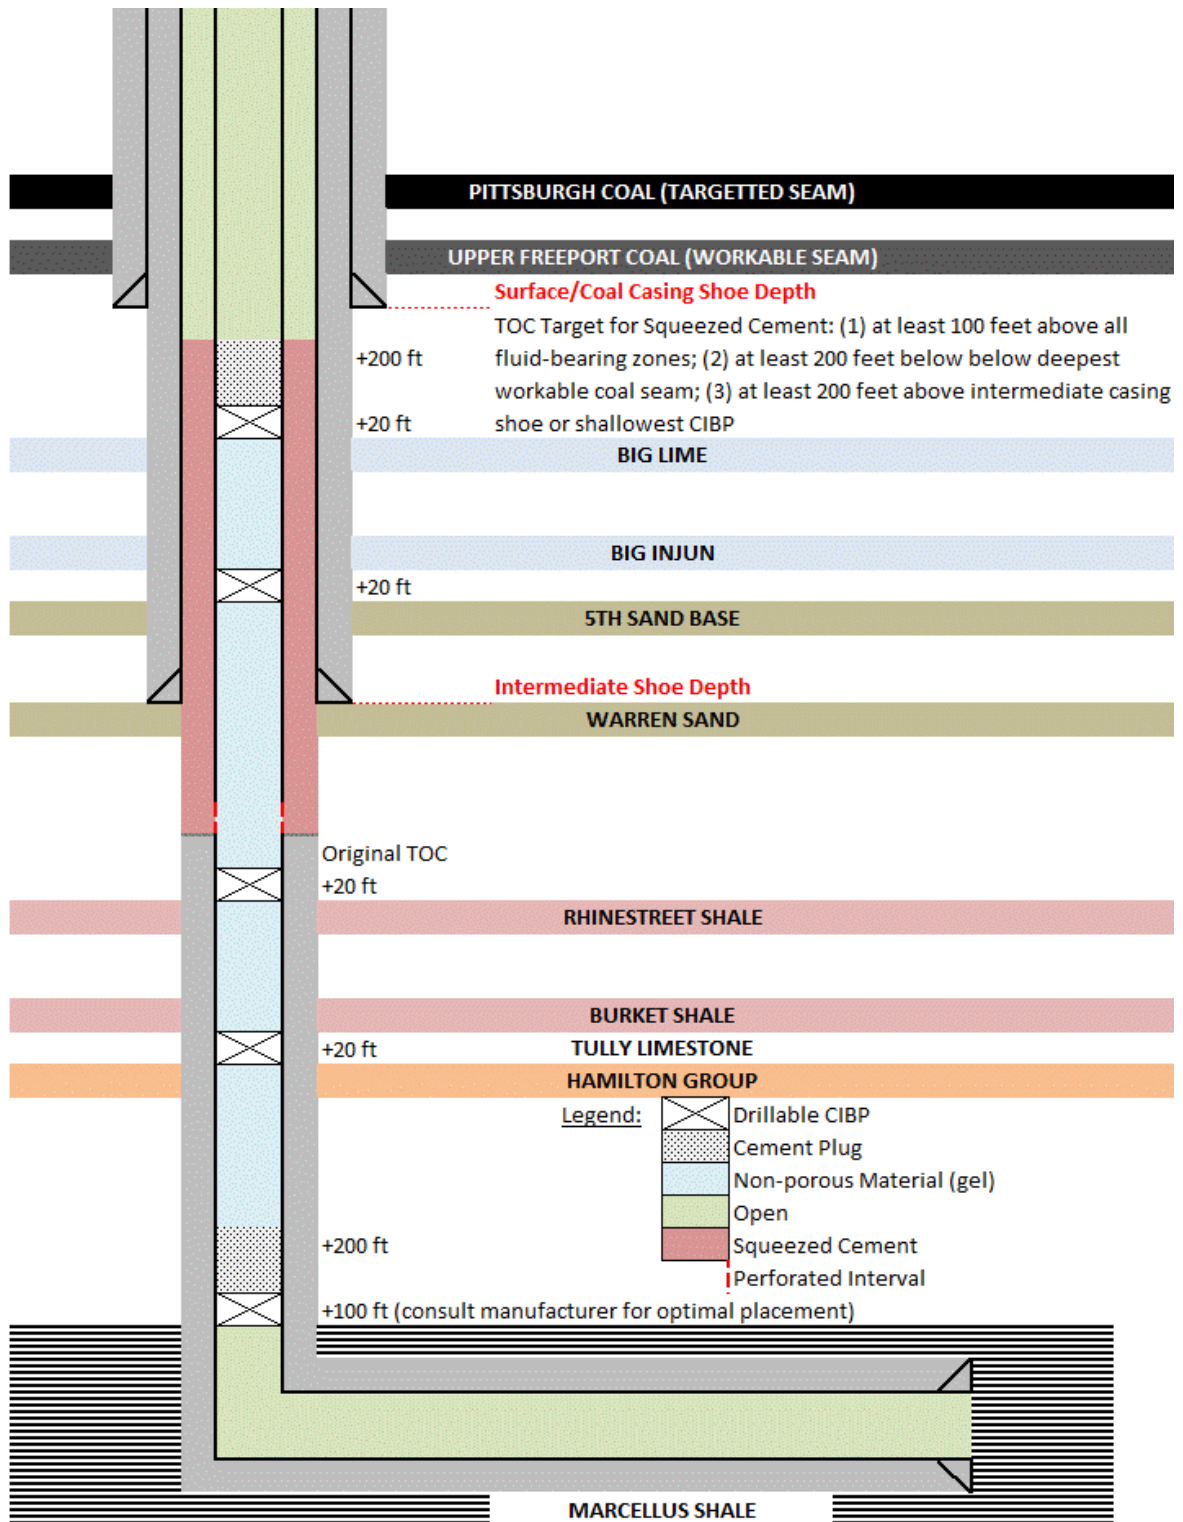 PITTSBURGH COAL (TARGETTED SEAM)
UPPER FREEPORT COAL (WORKABLE SEAM)
Surface/Coal Casing Shoe Depth
TOC Target for Squeezed Cement: (1) at least 100 feet above all
+200 ft
fluid-bearing zones; (2) at least 200 feet below below deepest
workable coal seam; (3) at least 200 feet above intermediate casing
+20 ft
shoe or shallowest CIBP
BIG LIME
BIG INJUN
+20 ft
5TH SAND BASE
Intermediate Shoe Depth
WARREN SAND
Original TOC
+20 ft
RHINESTREET SHALE
BURKET SHALE
+20 ft
TULLY LIMESTONE
HAMILTON GROUP
Legend:
Drillable CIBP
Cement Plug
Non-porous Material (gel)
Open
+200 ft
Squeezed Cement
Perforated Interval
+100 ft (consult manufacturer for optimal placement)
MARCELLUS SHALE